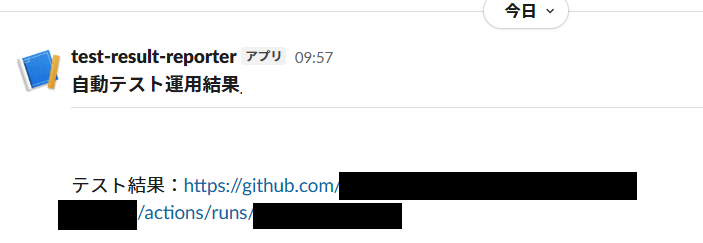 今日
test-result-reporter アプリ 09:57
自動テスト運用結果
テスト結果：https://github.com/
/actions/runs/